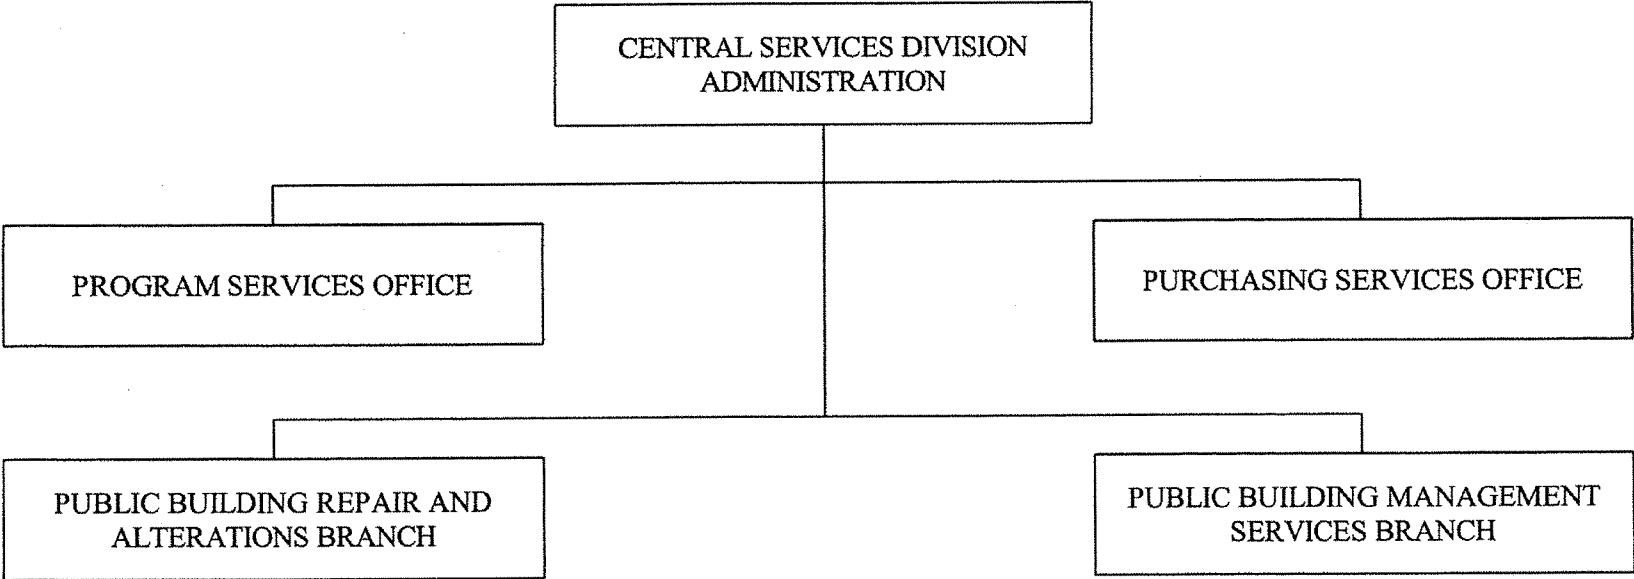 CENTRAL SERVICES DIVISION
ADMINISTRATION
PROGRAM SERVICES OFFICE
PURCHASING SERVICES OFFICE
PUBLIC BUILDING REPAIR AND
ALTERATIONS BRANCH
PUBLIC BUILDING MANAGEMENT
SERVICES BRANCH